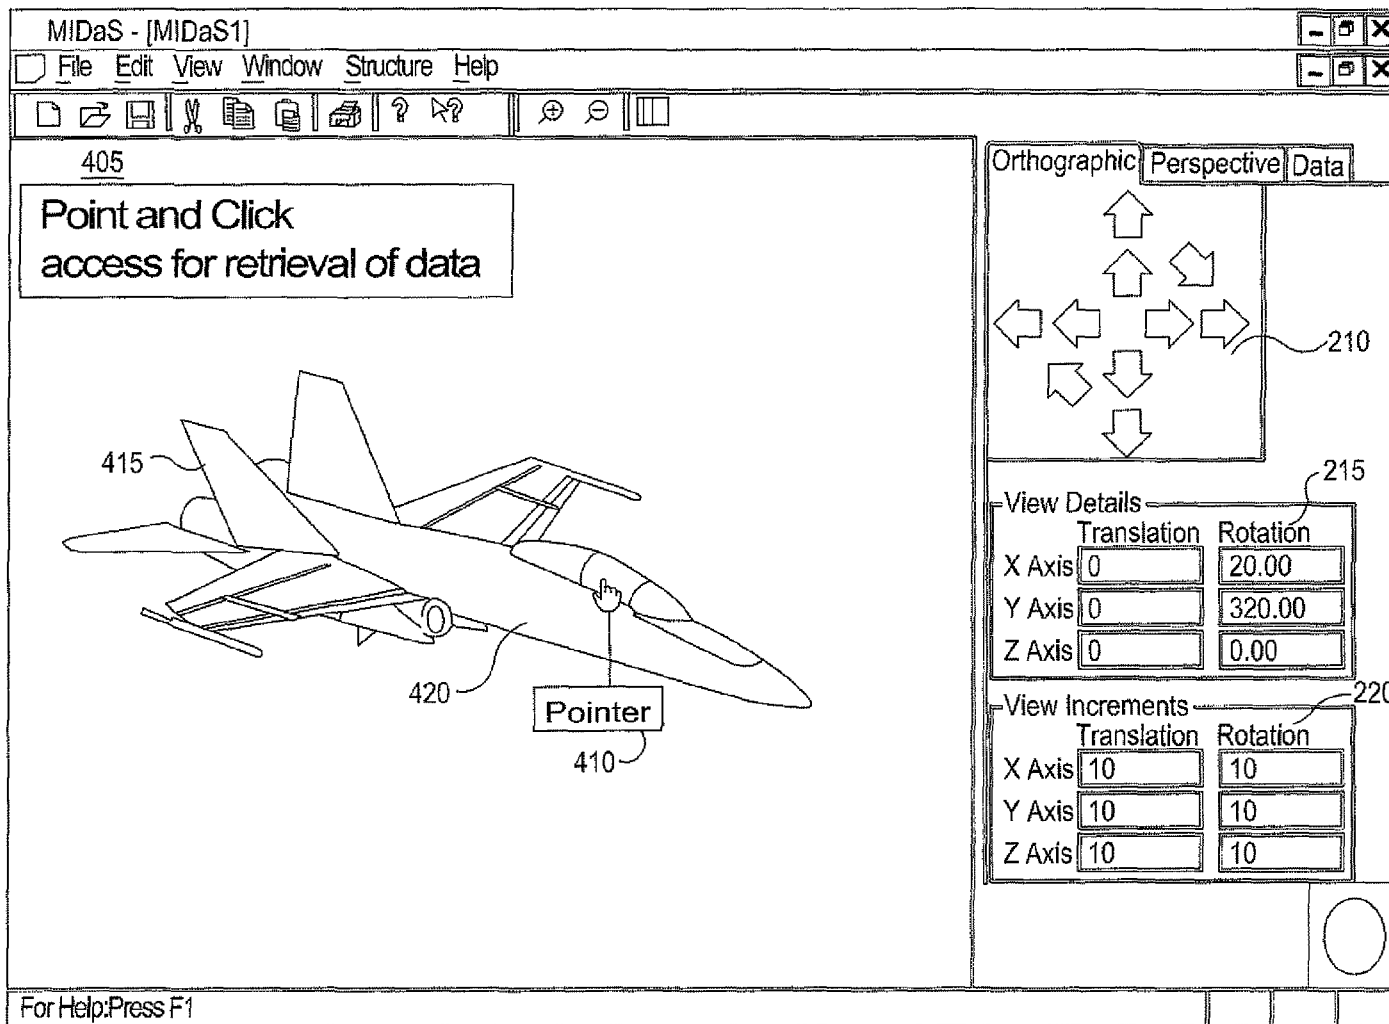 MIDaS - [MIDaS1]
File Edit View Window Structure Help
405
Point and Click
access for retrieval of data
Orthographic Perspective Data
210
415
420
Pointer
410
215
View Details
Translation Rotation
X Axis 0 20.00
Y Axis 0 320.00
Z Axis 0 0.00
220
View Increments
Translation Rotation
X Axis 10 10
Y Axis 10 10
Z Axis 10 10
For Help:Press F1